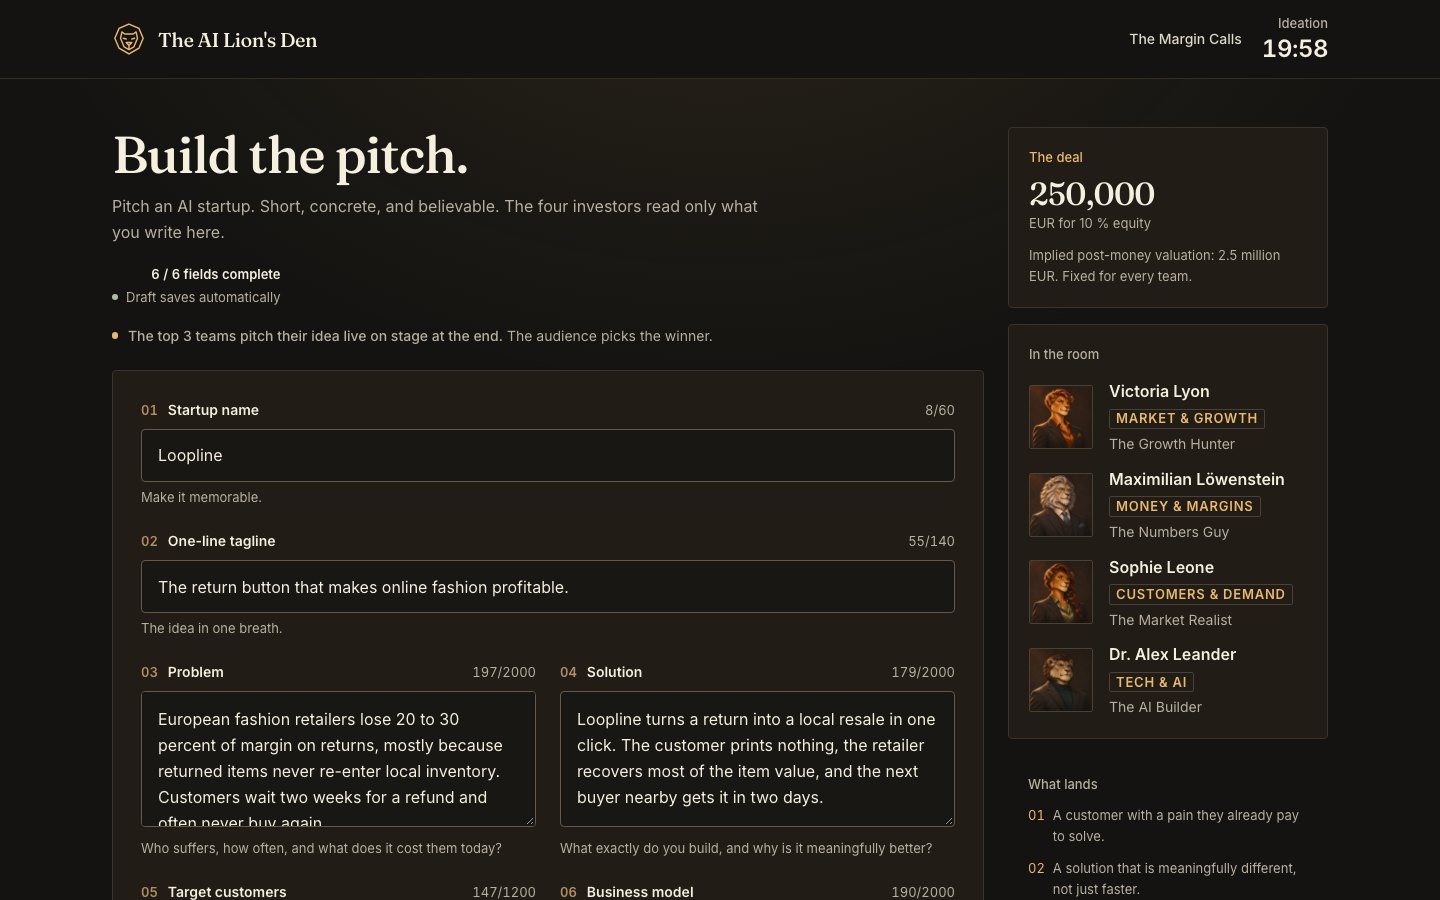 The AI Lion's Den
The Margin Calls
Ideation
19:58
Build the pitch.
Pitch an AI startup. Short, concrete, and believable. The four investors read only what
you write here.
6 / 6 fields complete
Draft saves automatically
The top 3 teams pitch their idea live on stage at the end. The audience picks the winner.
01 Startup name 8/60
Loopline
Make it memorable.
02 One-line tagline 55/140
The return button that makes online fashion profitable.
The idea in one breath.
03 Problem 197/2000
European fashion retailers lose 20 to 30
percent of margin on returns, mostly because
returned items never re-enter local inventory.
Customers wait two weeks for a refund and
often never buy again.
Who suffers, how often, and what does it cost them today?
04 Solution 179/2000
Loopline turns a return into a local resale in one
click. The customer prints nothing, the retailer
recovers most of the item value, and the next
buyer nearby gets it in two days.
What exactly do you build, and why is it meaningfully better?
05 Target customers 147/1200
06 Business model 190/2000
The deal
250,000
EUR for 10 % equity
Implied post-money valuation: 2.5 million
EUR. Fixed for every team.
In the room
Victoria Lyon
MARKET & GROWTH
The Growth Hunter
Maximilian Löwenstein
MONEY & MARGINS
The Numbers Guy
Sophie Leone
CUSTOMERS & DEMAND
The Market Realist
Dr. Alex Leander
TECH & AI
The AI Builder
What lands
01 A customer with a pain they already pay
to solve.
02 A solution that is meaningfully different,
not just faster.